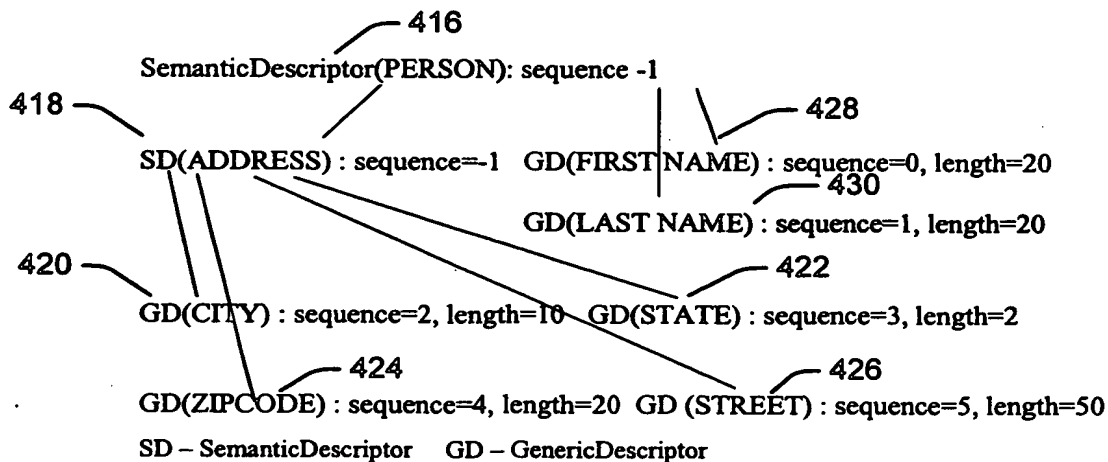 416
SemanticDescriptor(PERSON): sequence -1
418
428
SD(ADDRESS) : sequence=-1 GD(FIRST NAME) : sequence=0, length=20
430
GD(LAST NAME) : sequence=1, length=20
420
422
GD(CITY) : sequence=2, length=10 GD(STATE) : sequence=3, length=2
424
426
GD(ZIPCODE) : sequence=4, length=20 GD (STREET) : sequence=5, length=50
SD – SemanticDescriptor GD – GenericDescriptor